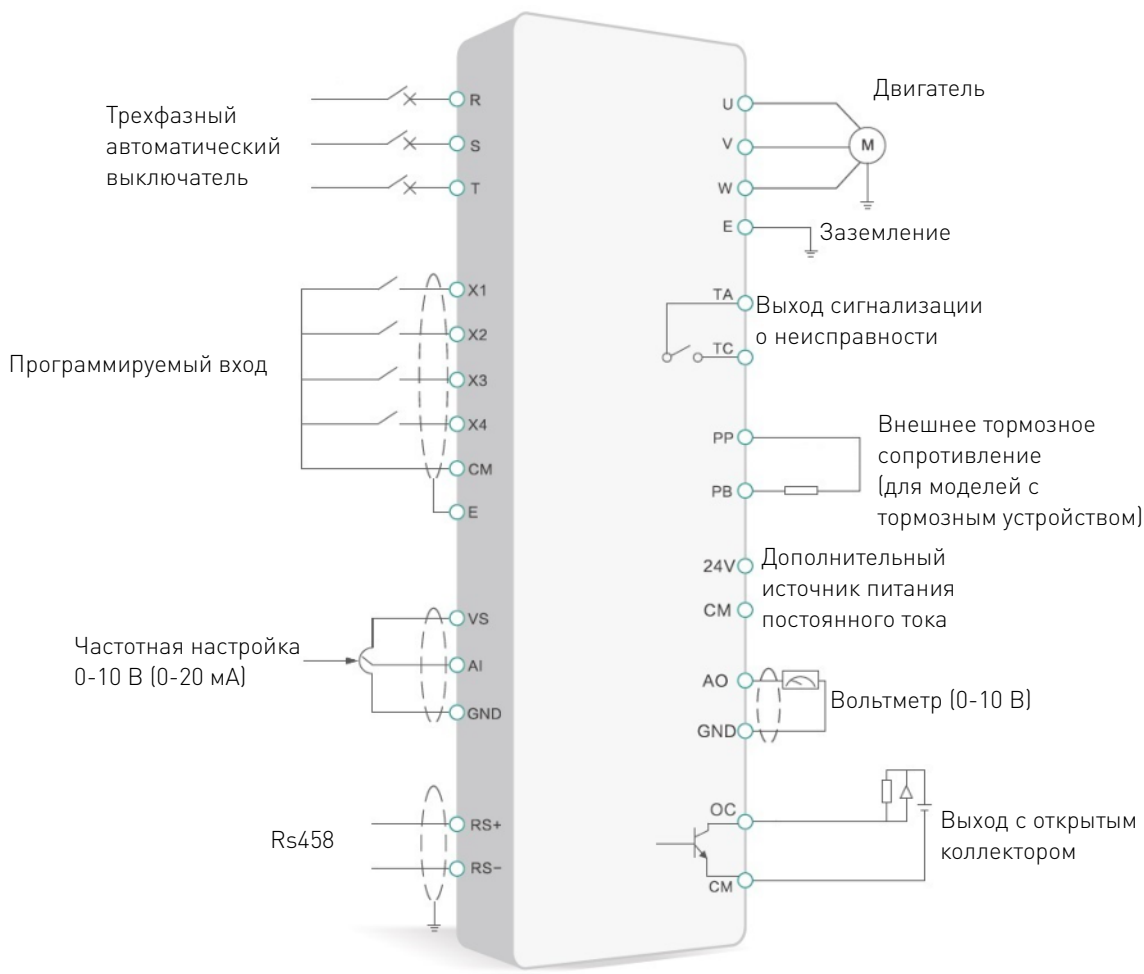 Трехфазный
автоматический
выключатель
R
S
T
Программируемый вход
X1
X2
X3
X4
CM
E
Частотная настройка
0-10 В (0-20 мА)
VS
AI
GND
Rs458
RS+
RS-
U
V
W
E
Двигатель
M
Заземление
TA
TC
Выход сигнализации
о неисправности
PP
PB
Внешнее тормозное
сопротивление
(для моделей с
тормозным устройством)
24V
CM
Дополнительный
источник питания
постоянного тока
AO
GND
Вольтметр (0-10 В)
OC
CM
Выход с открытым
коллектором